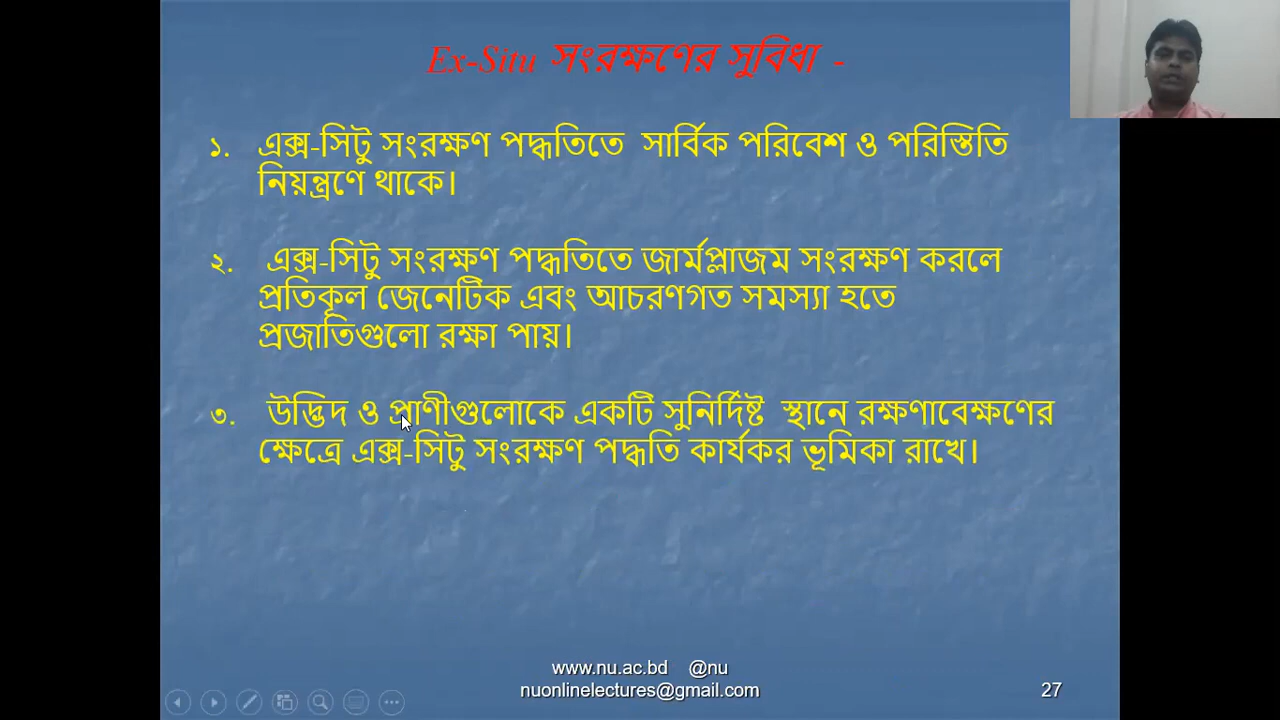 Ex-Situ সংরক্ষণের সুবিধা -
১. এক্স-সিটু সংরক্ষণ পদ্ধতিতে সার্বিক পরিবেশ ও পরিস্তিতি
নিয়ন্ত্রণে থাকে।
২. এক্স-সিটু সংরক্ষণ পদ্ধতিতে জার্মপ্লাজম সংরক্ষণ করলে
প্রতিকূল জেনেটিক এবং আচরণগত সমস্যা হতে
প্রজাতিগুলো রক্ষা পায়।
৩. উদ্ভিদ ও প্রাণীগুলোকে একটি সুনির্দিষ্ট স্থানে রক্ষণাবেক্ষণের
ক্ষেত্রে এক্স-সিটু সংরক্ষণ পদ্ধতি কার্যকর ভূমিকা রাখে।
www.nu.ac.bd @nu
nuonlinelectures@gmail.com
27